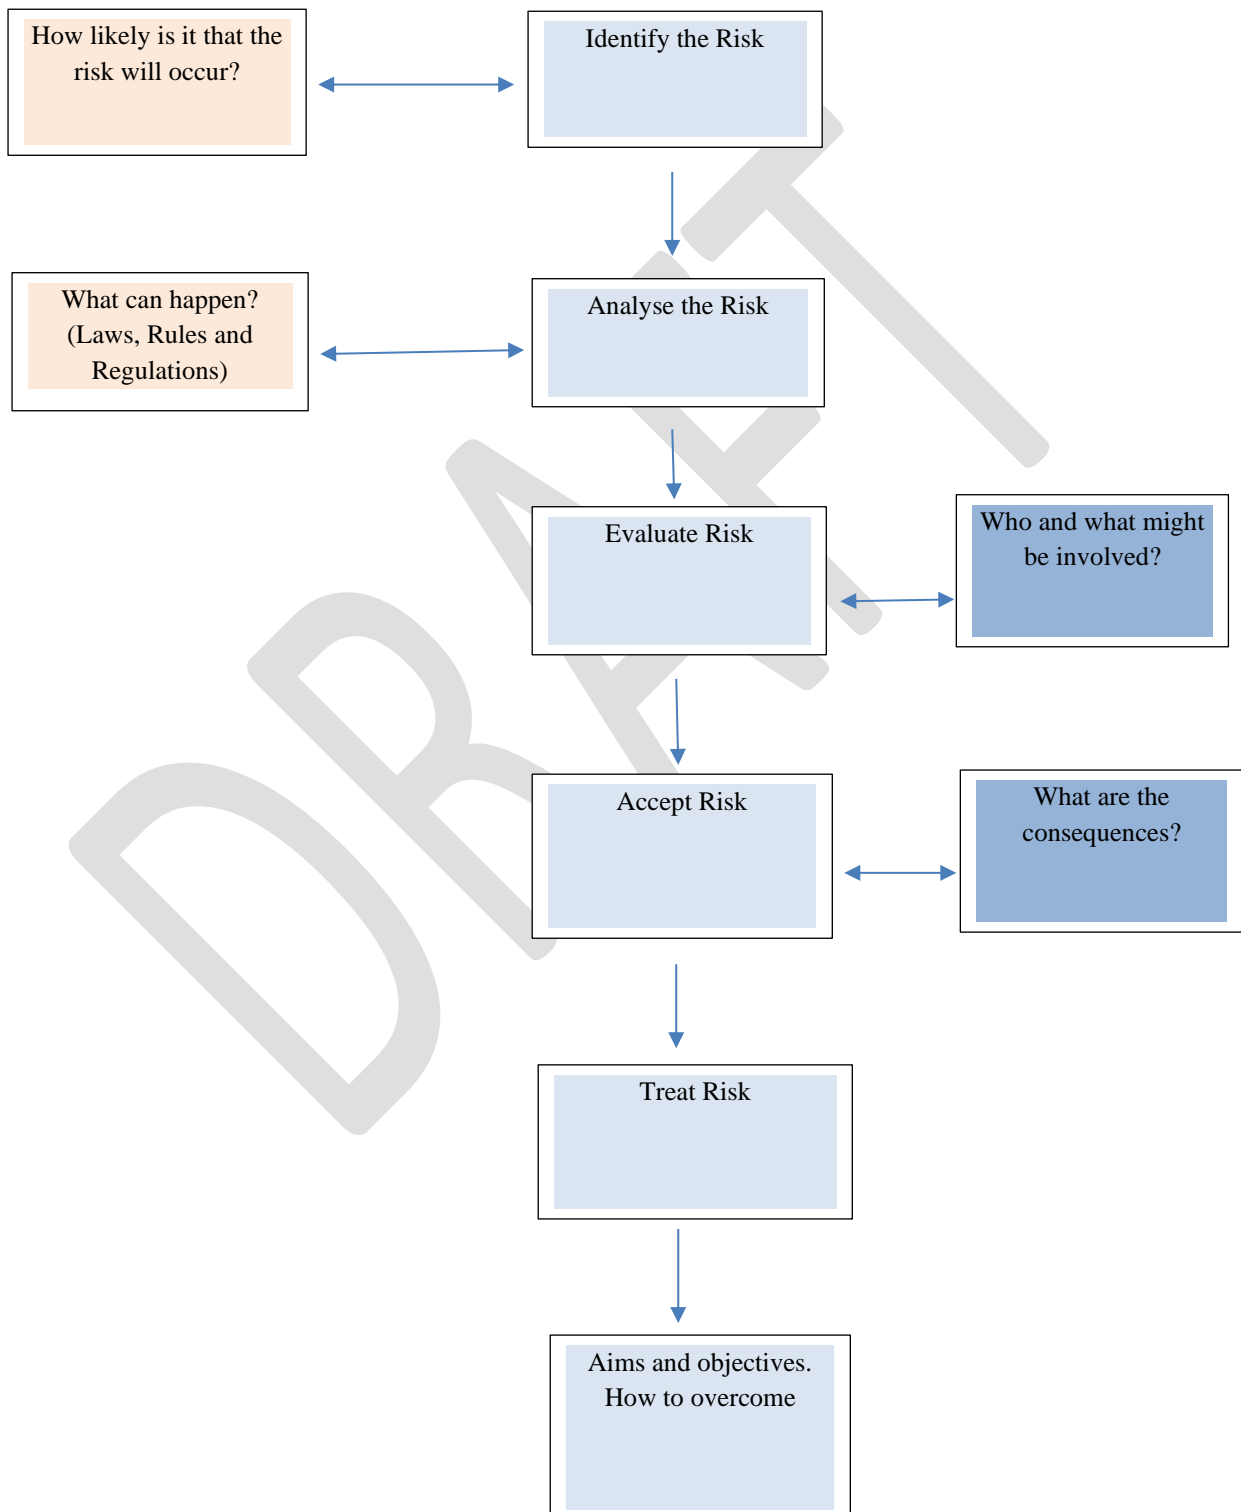 How likely is it that the
risk will occur?
Identify the Risk
What can happen?
(Laws, Rules and
Regulations)
Analyse the Risk
Evaluate Risk
Who and what might
be involved?
Accept Risk
What are the
consequences?
Treat Risk
Aims and objectives.
How to overcome
DRAFT